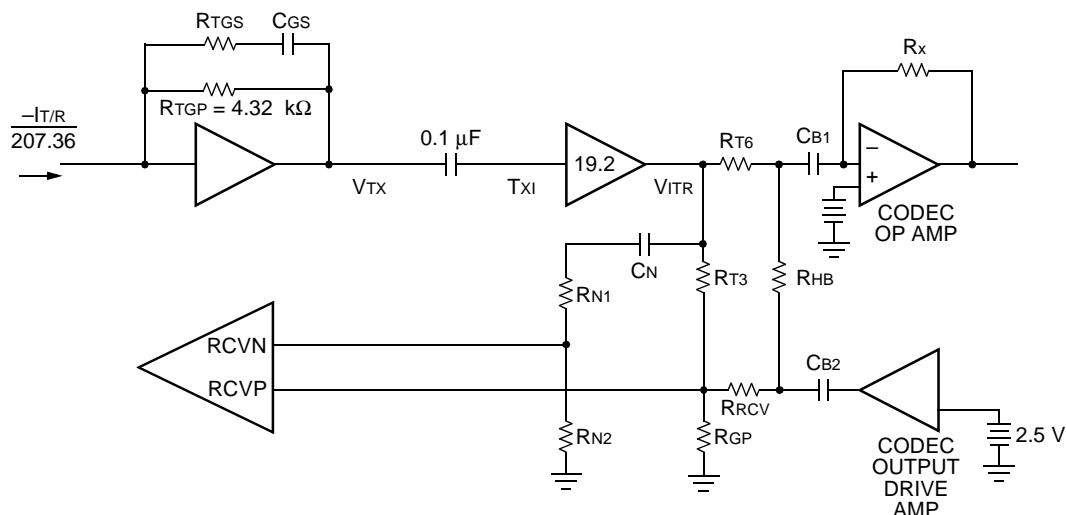 RTGS
CGS
RTGP = 4.32 kΩ
–IT/R
207.36
VTX
0.1 µF
TXI
19.2
VITR
RT6
CB1
RX
–
+
CODEC
OP AMP
CN
RN1
RT3
RHB
RCVN
RCVP
RN2
RRCV
RGP
CB2
CODEC
OUTPUT
DRIVE
AMP
2.5 V